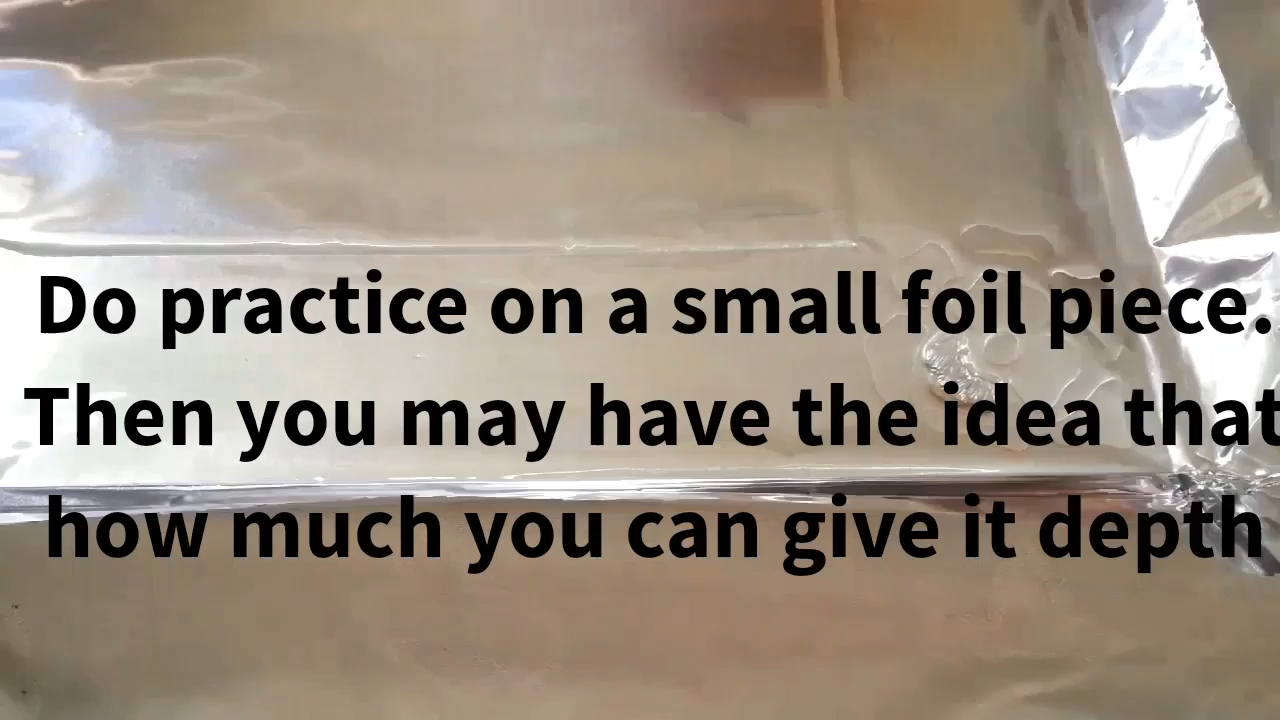 Do practice on a small foil piece.
Then you may have the idea that
how much you can give it depth